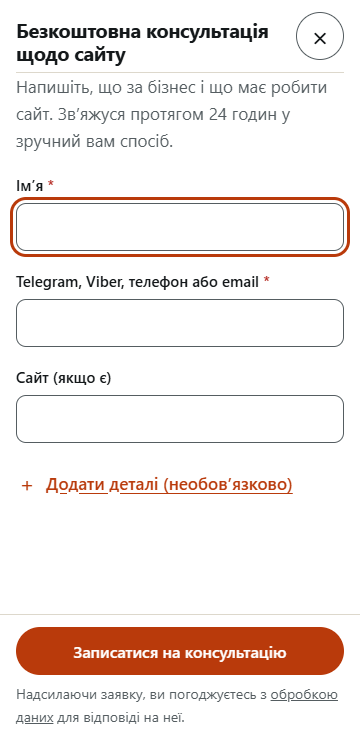 Безкоштовна консультація
щодо сайту
Напишіть, що за бізнес і що має робити
сайт. Зв’яжуся протягом 24 годин у
зручний вам спосіб.
Ім’я *
Telegram, Viber, телефон або email *
Сайт (якщо є)
+ Додати деталі (необов’язково)
Записатися на консультацію
Надсилаючи заявку, ви погоджуєтесь з обробкою
даних для відповіді на неї.